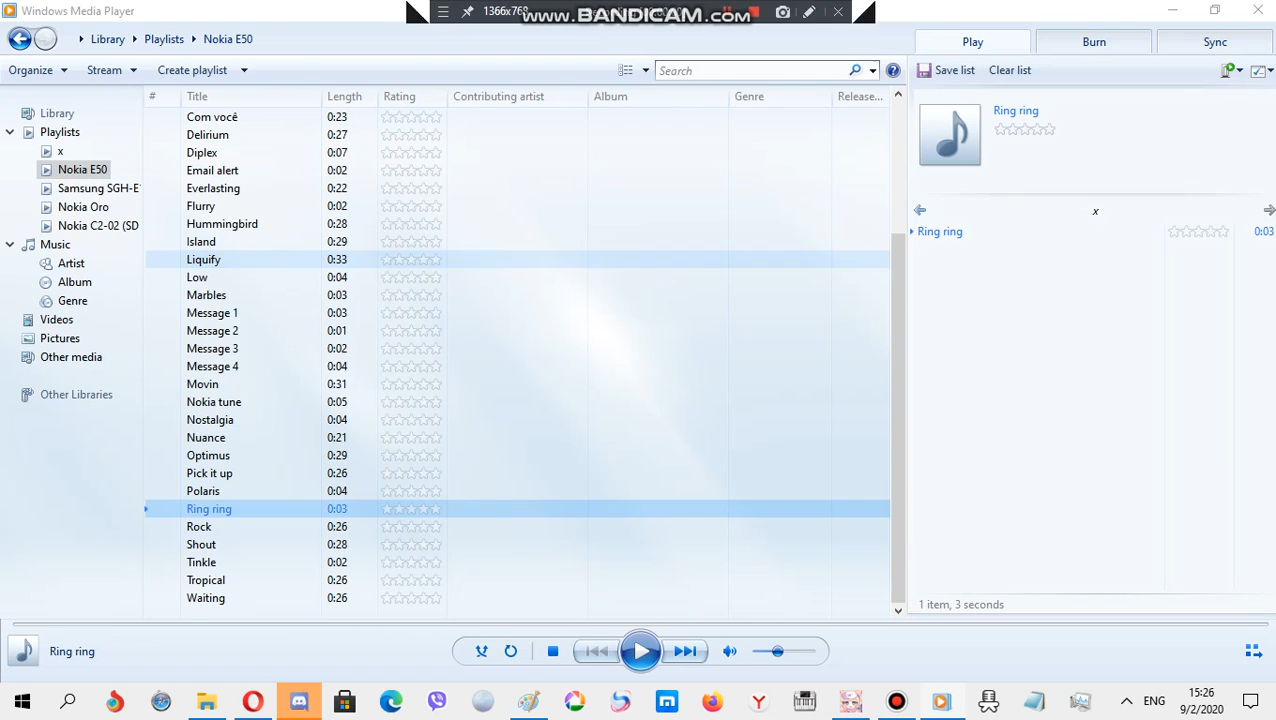 Windows Media Player
1366x768
www.BANDICAM.com
Library
Playlists
Nokia E50
Play
Burn
Sync
Organize
Stream
Create playlist
Search
Save list
Clear list
Library
Playlists
x
Nokia E50
Samsung SGH-E
Nokia Oro
Nokia C2-02 (SD
Music
Artist
Album
Genre
Videos
Pictures
Other media
Other Libraries
# Title Length Rating Contributing artist Album Genre Release...
Com você 0:23
Delirium 0:27
Diplex 0:07
Email alert 0:02
Everlasting 0:22
Flurry 0:02
Hummingbird 0:28
Island 0:29
Liquify 0:33
Low 0:04
Marbles 0:03
Message 1 0:03
Message 2 0:01
Message 3 0:02
Message 4 0:04
Movin 0:31
Nokia tune 0:05
Nostalgia 0:04
Nuance 0:21
Optimus 0:29
Pick it up 0:26
Polaris 0:04
Ring ring 0:03
Rock 0:26
Shout 0:28
Tinkle 0:02
Tropical 0:26
Waiting 0:26
Ring ring
x
Ring ring 0:03
1 item, 3 seconds
Ring ring
ENG
15:26
9/2/2020